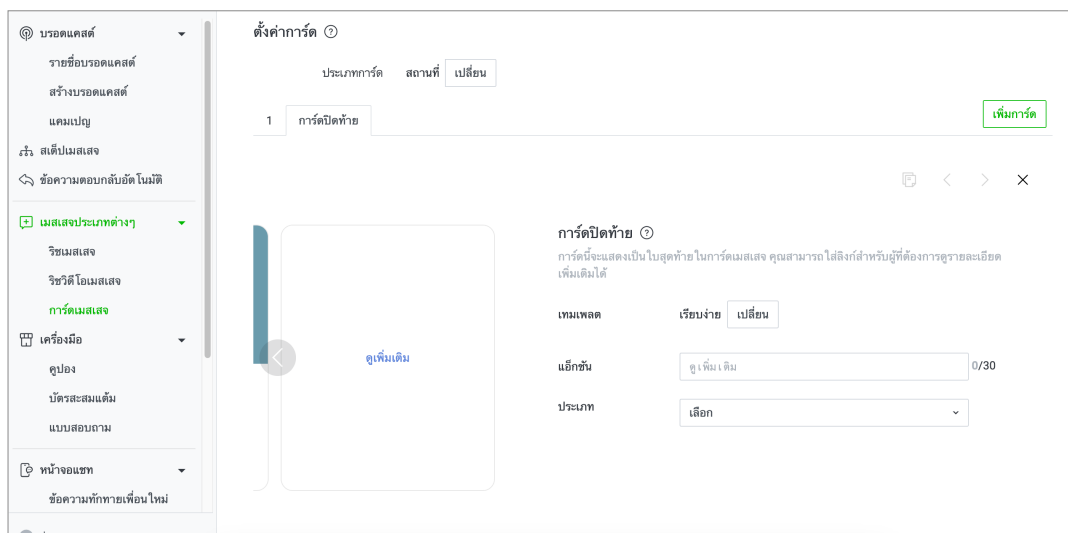 บรอดแคสต์
รายชื่อบรอดแคสต์
สร้างบรอดแคสต์
แคมเปญ
สเต็ปเมสเสจ
ข้อความตอบกลับอัตโนมัติ
เมสเสจประเภทต่างๆ
ริชเมสเสจ
ริชวิดีโอเมสเสจ
การ์ดเมสเสจ
เครื่องมือ
คูปอง
บัตรสะสมแต้ม
แบบสอบถาม
หน้าจอแชท
ข้อความทักทายเพื่อนใหม่
ตั้งค่าการ์ด
ประเภทการ์ด สถานที่ เปลี่ยน
1 การ์ดปิดท้าย เพิ่มการ์ด
ดูเพิ่มเติม
การ์ดปิดท้าย
การ์ดนี้จะแสดงเป็นใบสุดท้ายในการ์ดเมสเสจ คุณสามารถใส่ลิงก์สำหรับผู้ที่ต้องการดูรายละเอียด
เพิ่มเติมได้
เทมเพลต เรียบง่าย เปลี่ยน
แอ็กชัน ดูเพิ่มเติม 0/30
ประเภท เลือก